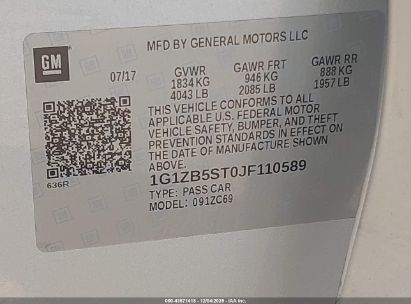 MFD BY GENERAL MOTORS LLC
GM
07/17
GVWR GAWR FRT GAWR RR
1834 KG 946 KG 888 KG
4043 LB 2085 LB 1957 LB
THIS VEHICLE CONFORMS TO ALL
APPLICABLE U.S. FEDERAL MOTOR
VEHICLE SAFETY, BUMPER, AND THEFT
PREVENTION STANDARDS IN EFFECT ON
THE DATE OF MANUFACTURE SHOWN
ABOVE.
636R
1G1ZB5ST0JF110589
TYPE: PASS CAR
MODEL: 091ZC69